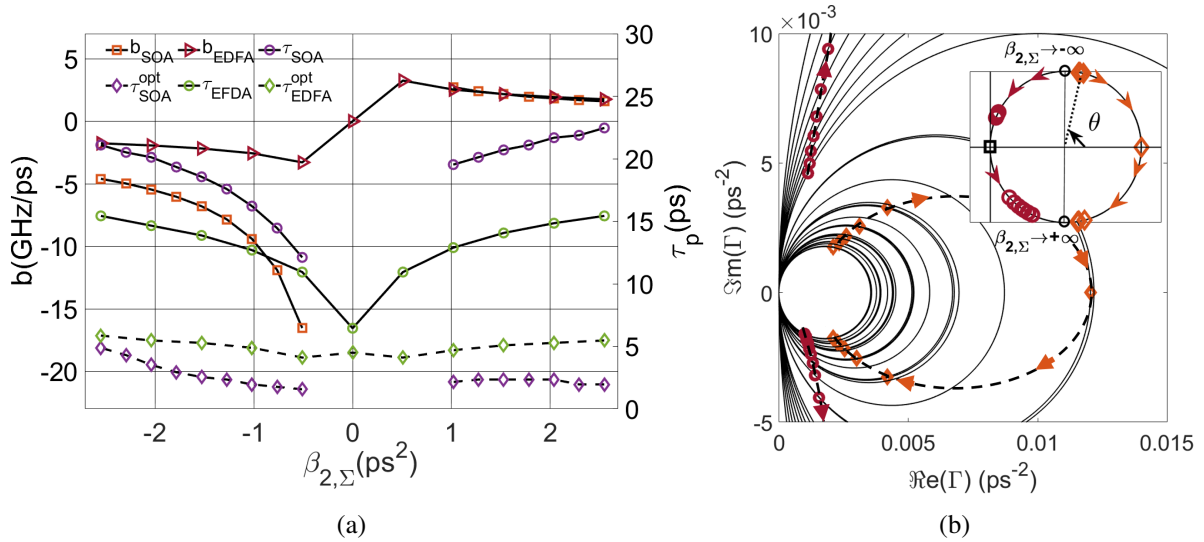 b_SOA b_EDFA τ_SOA
τ^opt_SOA τ_EFDA τ^opt_EDFA
5
0
-5
-10
-15
-20
b(GHz/ps)
30
25
20
15
10
5
0
τ_p(ps)
-2 -1 0 1 2
β_2,Σ(ps²)
(a)
×10⁻³
10
5
0
-5
ℑm(Γ) (ps⁻²)
β_2,Σ→-∞
θ
β_2,Σ→+∞
0 0.005 0.01 0.015
ℜe(Γ) (ps⁻²)
(b)